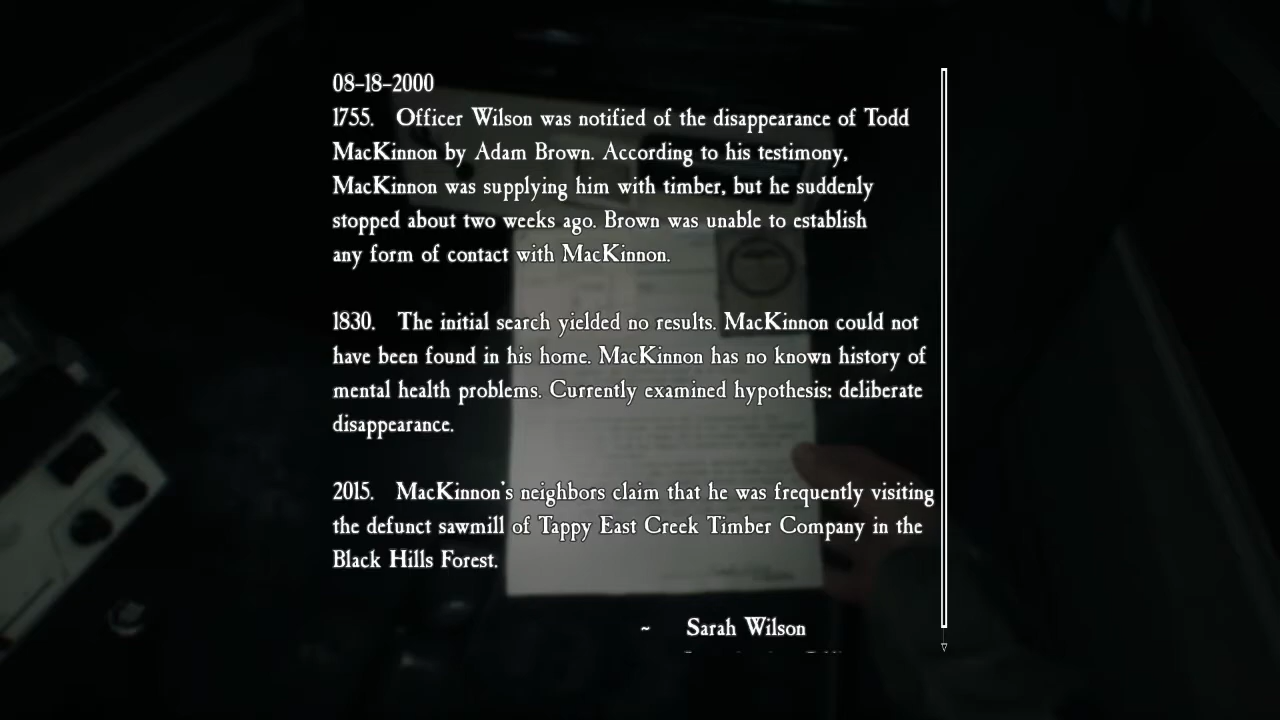 08-18-2000
1755. Officer Wilson was notified of the disappearance of Todd
MacKinnon by Adam Brown. According to his testimony,
MacKinnon was supplying him with timber, but he suddenly
stopped about two weeks ago. Brown was unable to establish
any form of contact with MacKinnon.
1830. The initial search yielded no results. MacKinnon could not
have been found in his home. MacKinnon has no known history of
mental health problems. Currently examined hypothesis: deliberate
disappearance.
2015. MacKinnon's neighbors claim that he was frequently visiting
the defunct sawmill of Tappy East Creek Timber Company in the
Black Hills Forest.
~ Sarah Wilson